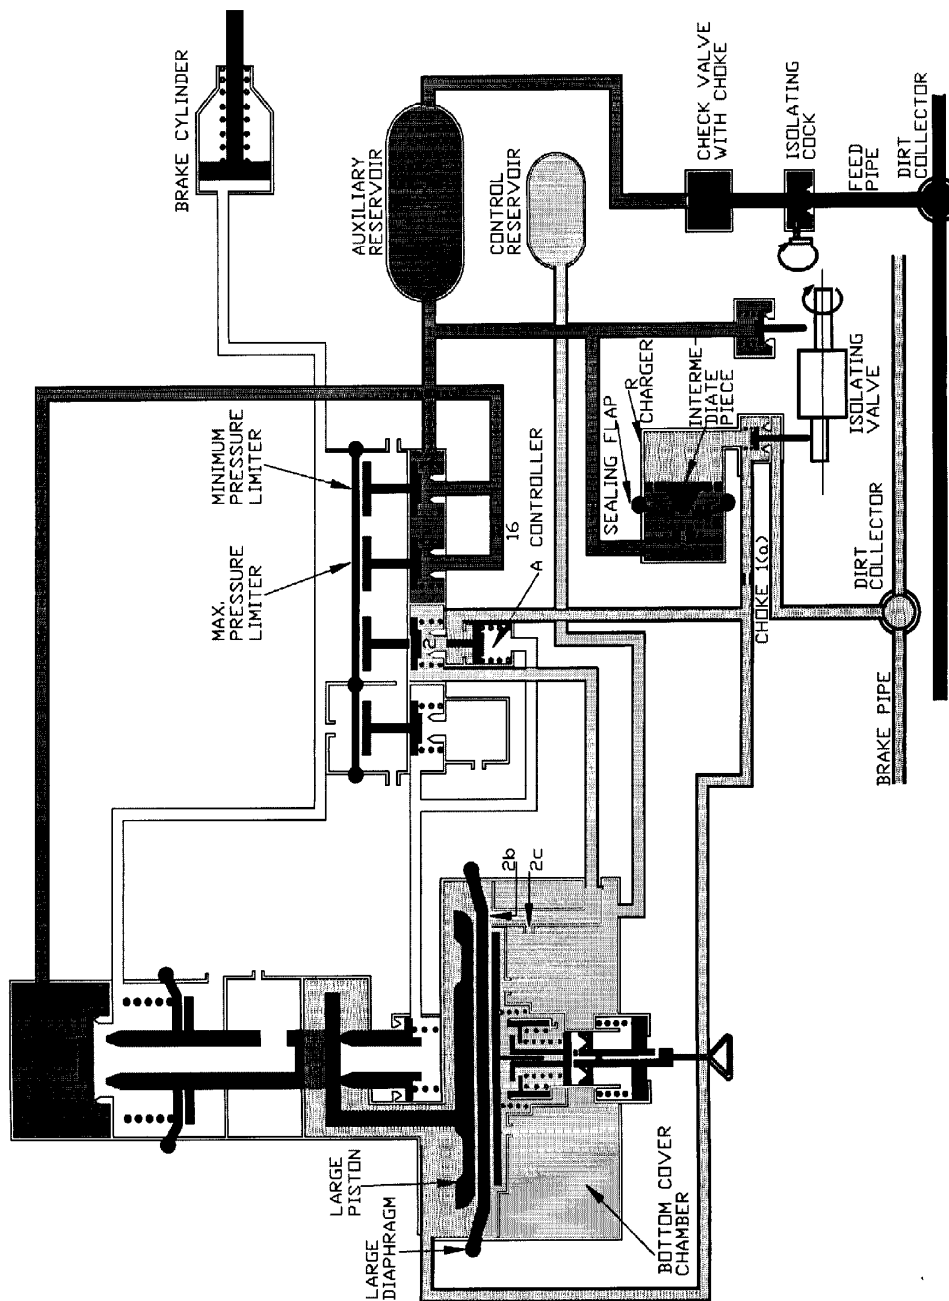 BRAKE CYLINDER
AUXILIARY
RESERVOIR
CONTROL
RESERVOIR
CHECK VALVE
WITH CHOKE
ISOLATING
COCK
FEED
PIPE
DIRT
COLLECTOR
MINIMUM
PRESSURE
LIMITER
MAX.
PRESSURE
LIMITER
16
A CONTROLLER
SEALING FLAP
R
CHARGER
INTERME-
DIATE
PIECE
ISOLATING
VALVE
CHOKE 1(a)
DIRT
COLLECTOR
BRAKE PIPE
2b
2c
LARGE
PISTON
LARGE
DIAPHRAGM
BOTTOM COVER
CHAMBER